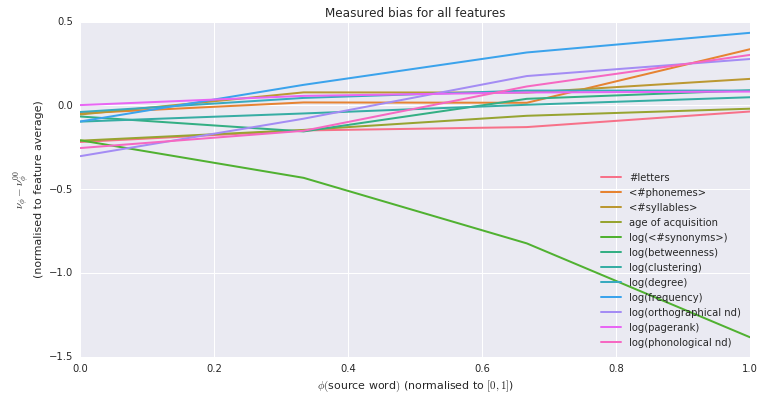 Measured bias for all features
0.5
0.0
−0.5
−1.0
−1.5
ν_ϕ − ν_ϕ^00
(normalised to feature average)
#letters
<#phonemes>
<#syllables>
age of acquisition
log(<#synonyms>)
log(betweenness)
log(clustering)
log(degree)
log(frequency)
log(orthographical nd)
log(pagerank)
log(phonological nd)
0.0 0.2 0.4 0.6 0.8 1.0
ϕ(source word) (normalised to [0, 1])